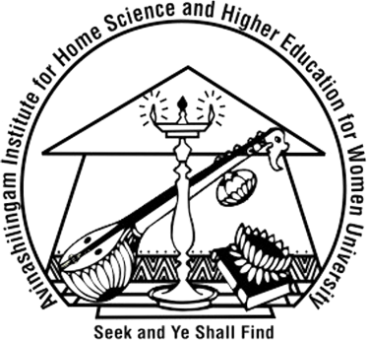 Avinashilingam Institute for Home Science and Higher Education for Women University
Seek and Ye Shall Find